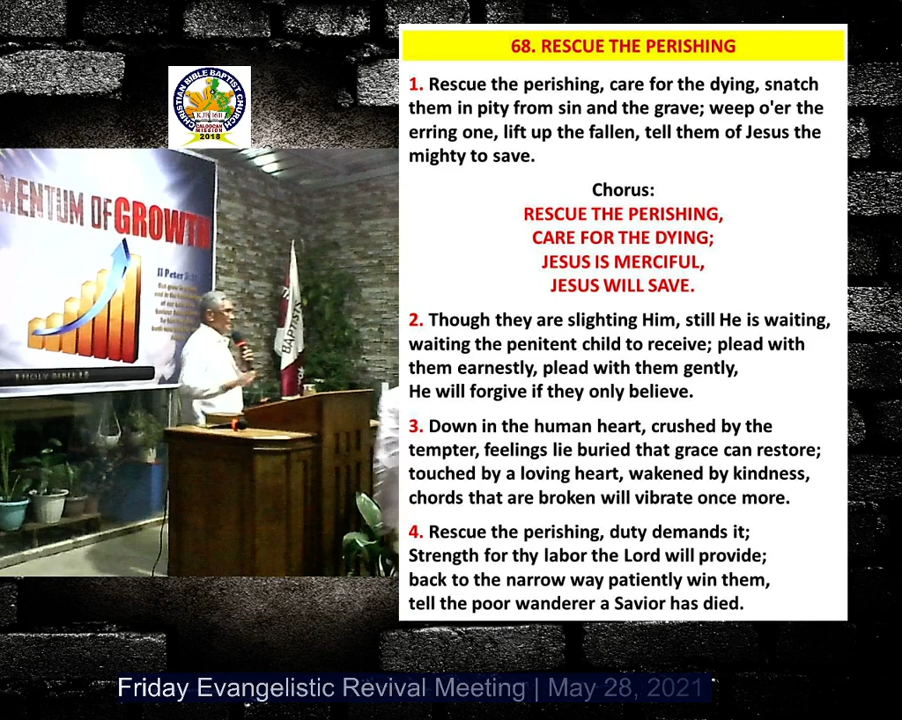 CHRISTIAN BIBLE BAPTIST CHURCH
KJB 1611
CALOOCAN
MISSION
2018
MENTUM OF GROWTH
II Peter
BAPTIST
68. RESCUE THE PERISHING
1. Rescue the perishing, care for the dying, snatch
them in pity from sin and the grave; weep o'er the
erring one, lift up the fallen, tell them of Jesus the
mighty to save.
Chorus:
RESCUE THE PERISHING,
CARE FOR THE DYING;
JESUS IS MERCIFUL,
JESUS WILL SAVE.
2. Though they are slighting Him, still He is waiting,
waiting the penitent child to receive; plead with
them earnestly, plead with them gently,
He will forgive if they only believe.
3. Down in the human heart, crushed by the
tempter, feelings lie buried that grace can restore;
touched by a loving heart, wakened by kindness,
chords that are broken will vibrate once more.
4. Rescue the perishing, duty demands it;
Strength for thy labor the Lord will provide;
back to the narrow way patiently win them,
tell the poor wanderer a Savior has died.
Friday Evangelistic Revival Meeting | May 28, 2021